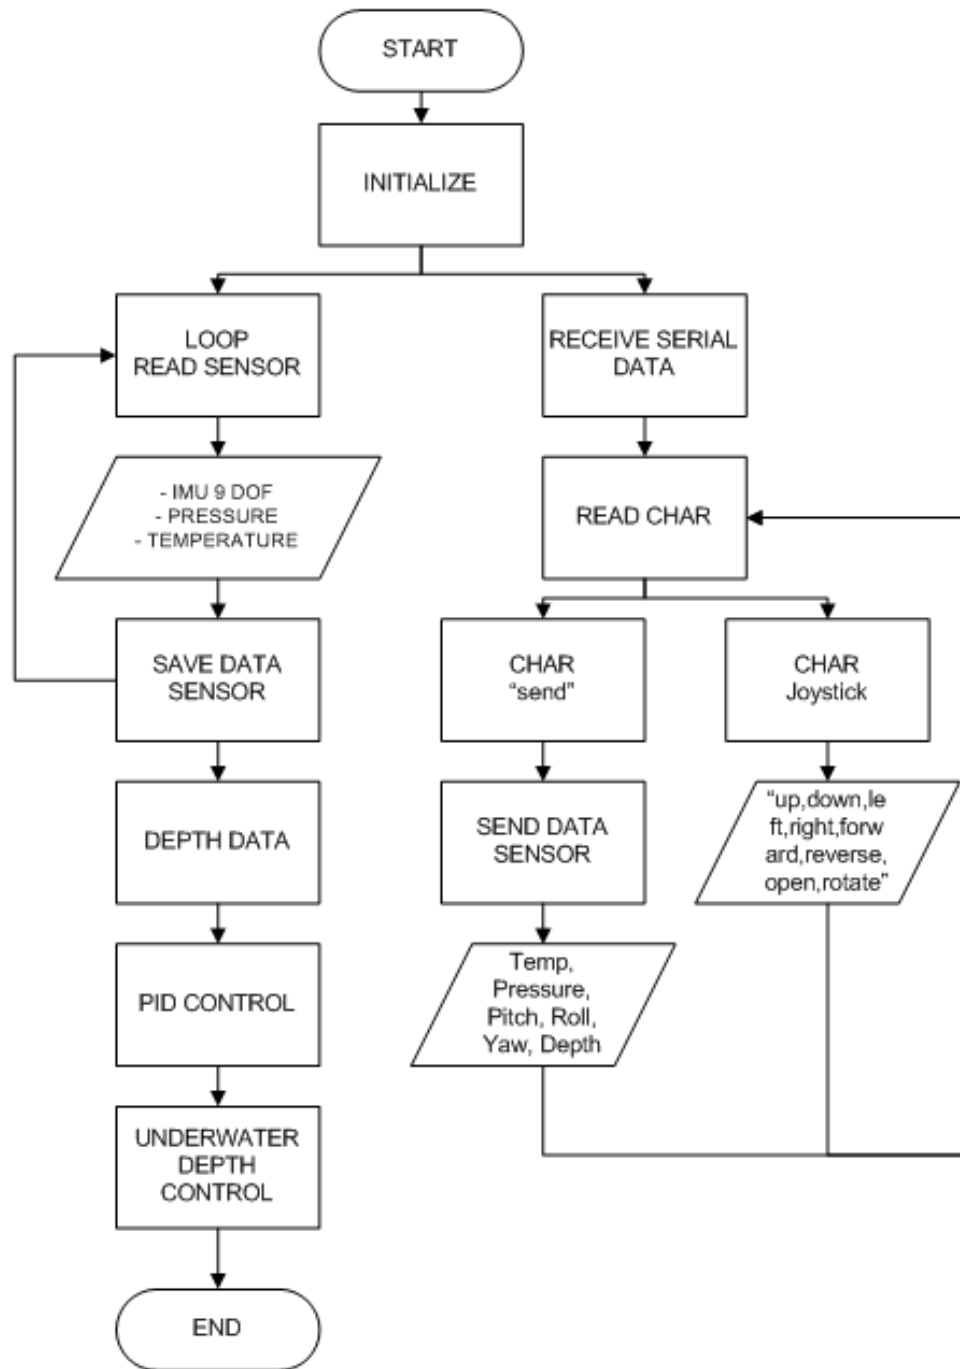 START
INITIALIZE
LOOP
READ SENSOR
RECEIVE SERIAL
DATA
- IMU 9 DOF
- PRESSURE
- TEMPERATURE
READ CHAR
SAVE DATA
SENSOR
CHAR
“send”
CHAR
Joystick
DEPTH DATA
SEND DATA
SENSOR
“up,down,le
ft,right,forw
ard,reverse,
open,rotate”
PID CONTROL
Temp,
Pressure,
Pitch, Roll,
Yaw, Depth
UNDERWATER
DEPTH
CONTROL
END